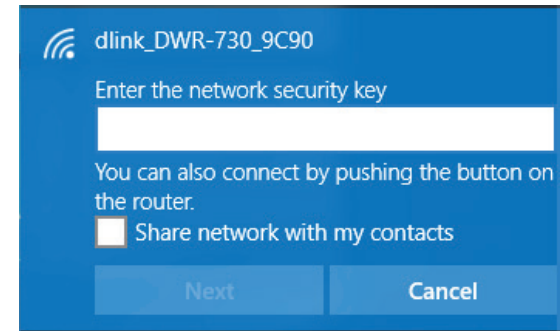 dlink_DWR-730_9C90
Enter the network security key
You can also connect by pushing the button on
the router.
Share network with my contacts
Next
Cancel